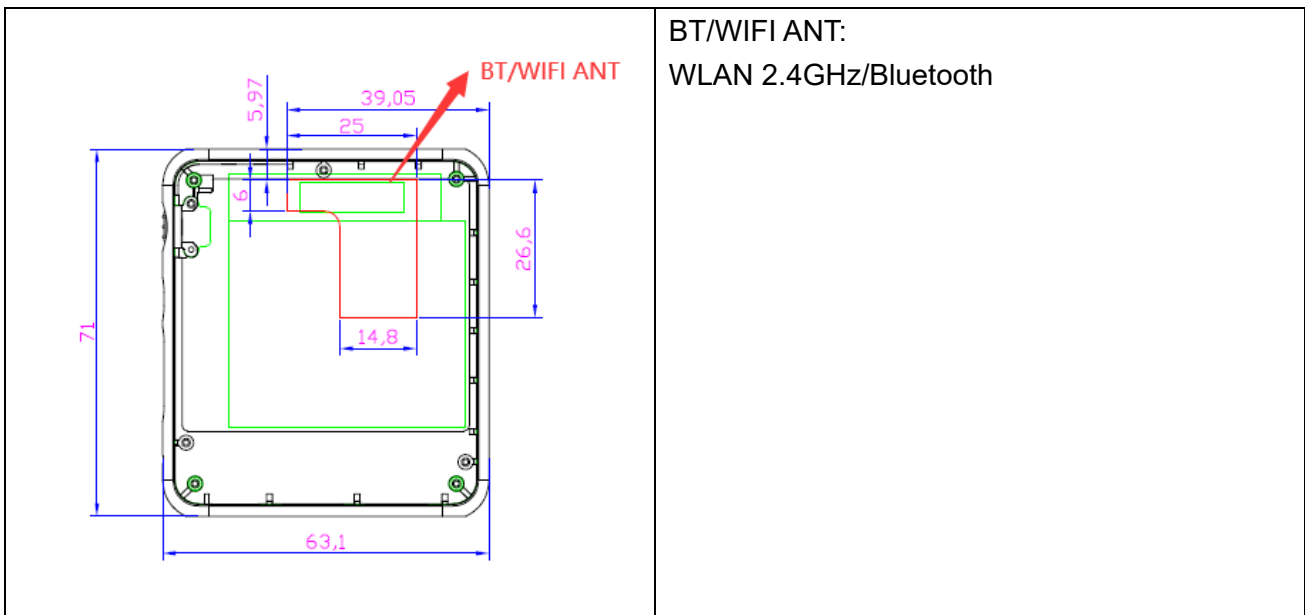 BT/WIFI ANT
5,97
39,05
25
6
26,6
71
14,8
63,1
BT/WIFI ANT:
WLAN 2.4GHz/Bluetooth